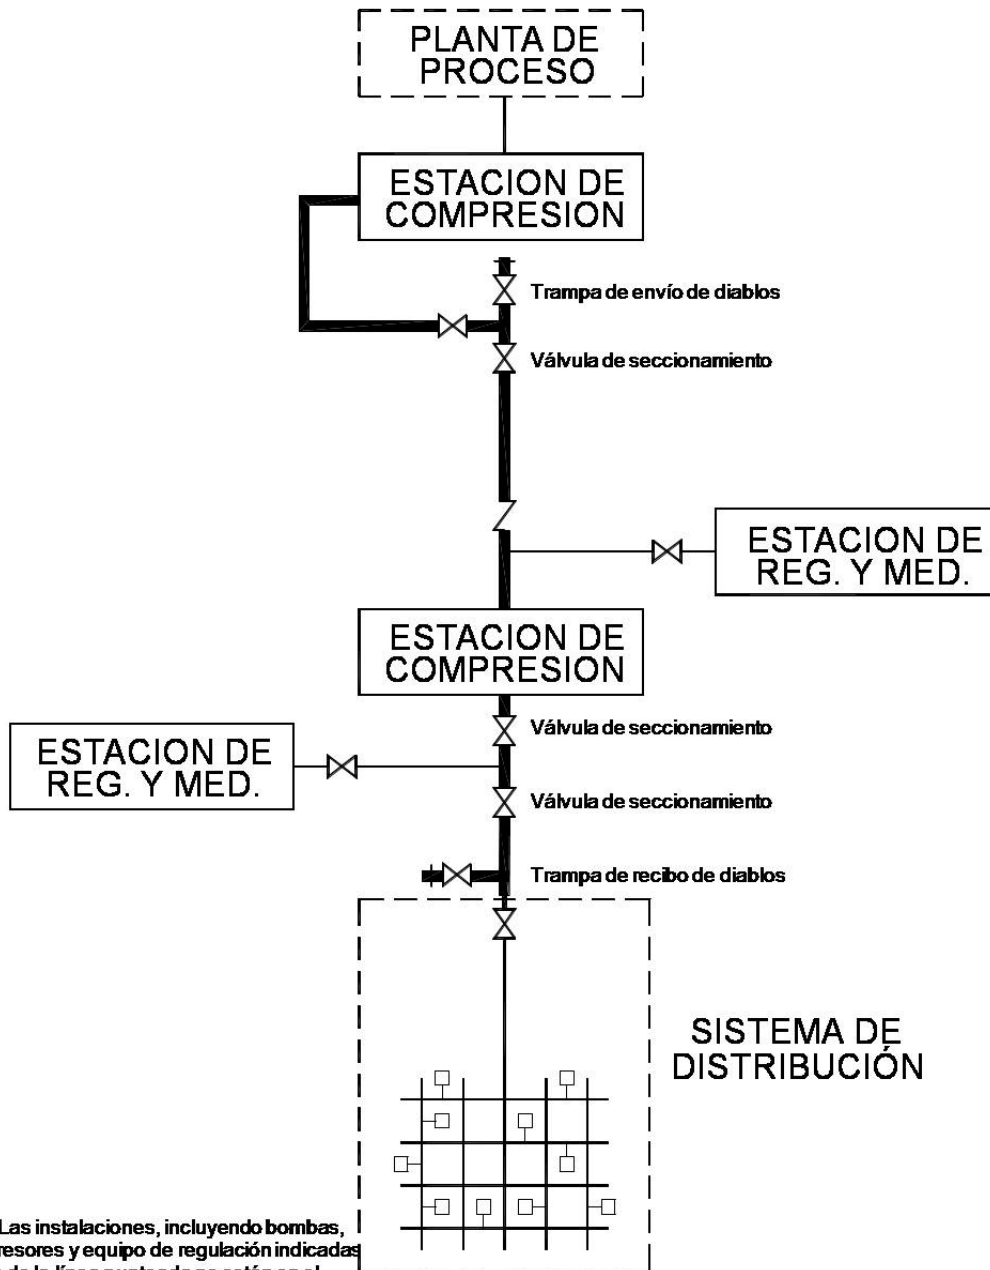 PLANTA DE
PROCESO
ESTACION DE
COMPRESION
Trampa de envío de diablos
Válvula de seccionamiento
ESTACION DE
REG. Y MED.
ESTACION DE
COMPRESION
Válvula de seccionamiento
ESTACION DE
REG. Y MED.
Válvula de seccionamiento
Trampa de recibo de diablos
SISTEMA DE
DISTRIBUCIÓN
Las instalaciones, incluyendo bombas,
resores y equipo de regulación indicadas